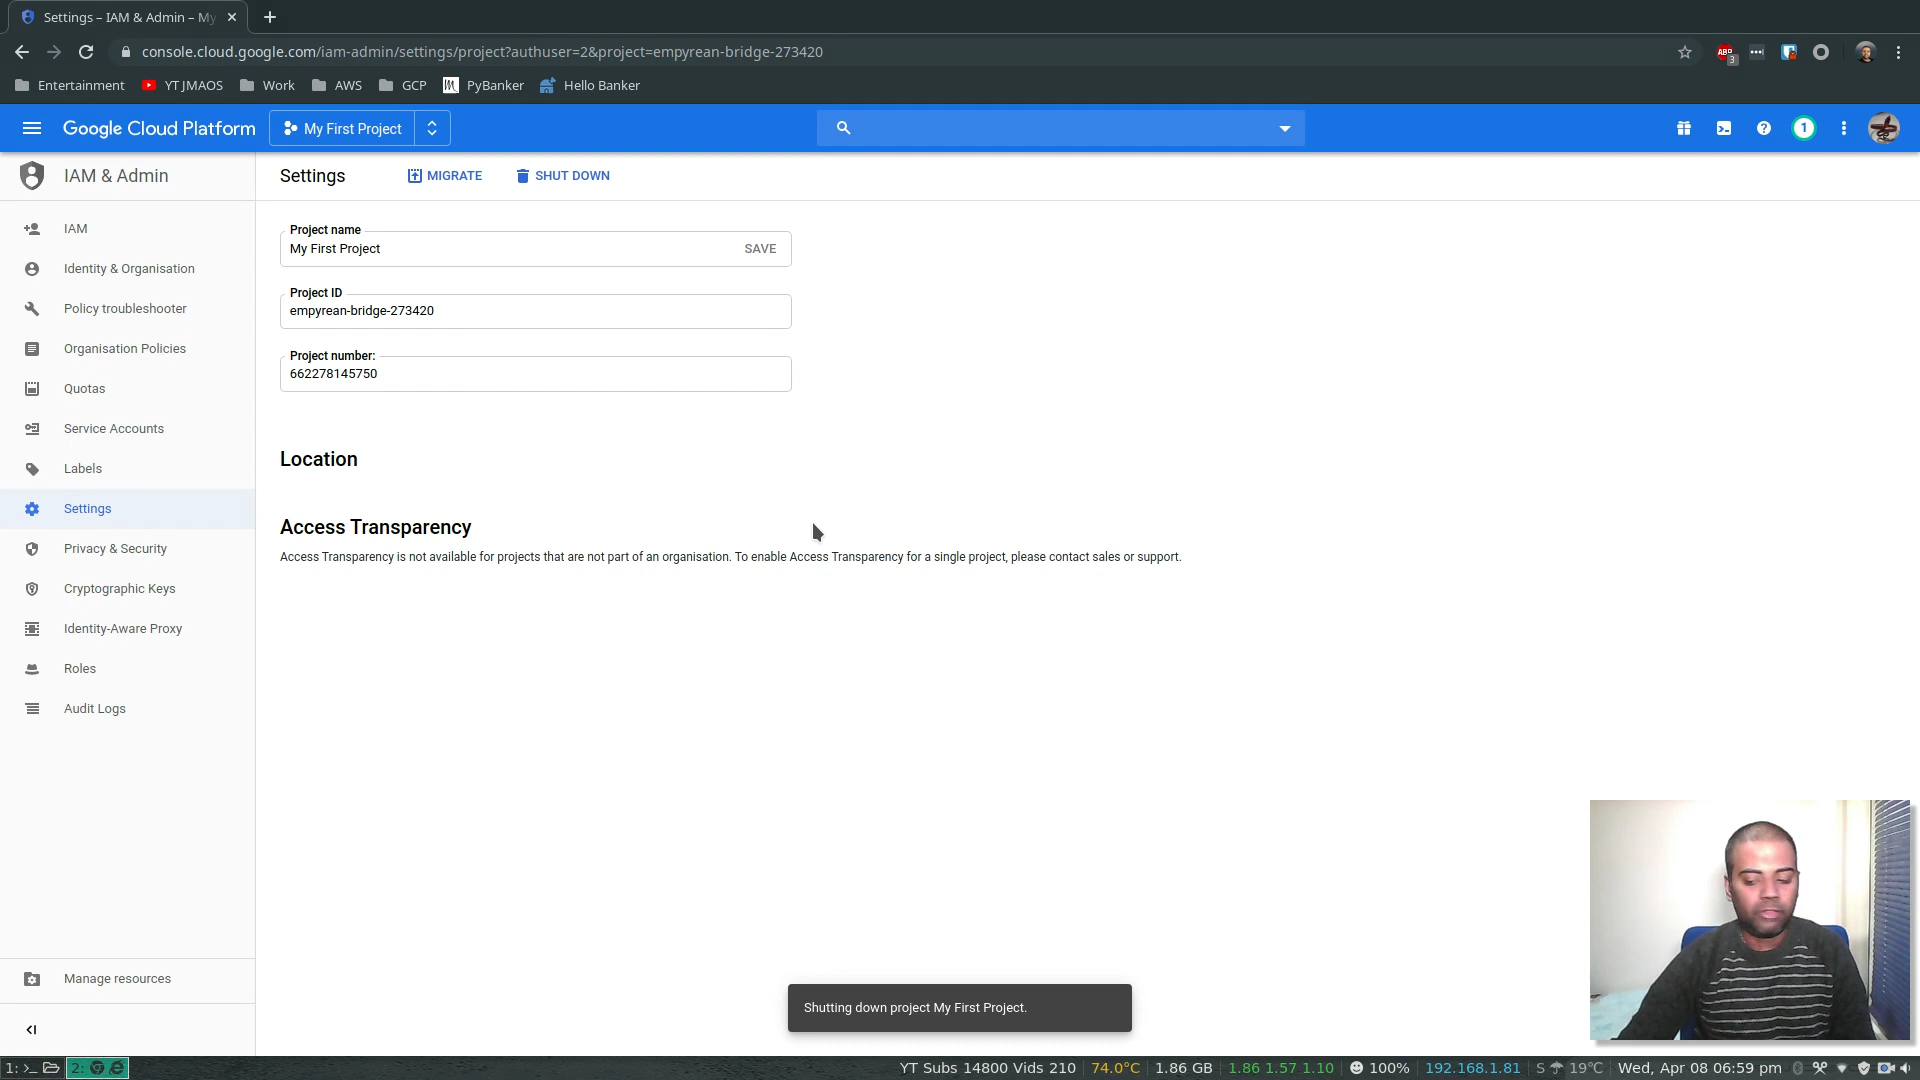 Settings – IAM & Admin – My
console.cloud.google.com/iam-admin/settings/project?authuser=2&project=empyrean-bridge-273420
ABP
3
Entertainment
YT JMAOS
Work
AWS
GCP
PyBanker
Hello Banker
Google Cloud Platform
My First Project
1
IAM & Admin
Settings
MIGRATE
SHUT DOWN
IAM
Identity & Organisation
Policy troubleshooter
Organisation Policies
Quotas
Service Accounts
Labels
Settings
Privacy & Security
Cryptographic Keys
Identity-Aware Proxy
Roles
Audit Logs
Manage resources
Project name
My First Project
SAVE
Project ID
empyrean-bridge-273420
Project number:
662278145750
Location
Access Transparency
Access Transparency is not available for projects that are not part of an organisation. To enable Access Transparency for a single project, please contact sales or support.
Shutting down project My First Project.
1:
2:
YT Subs 14800 Vids 210
74.0°C
1.86 GB
1.86 1.57 1.10
100%
192.168.1.81
S
19°C
Wed, Apr 08 06:59 pm